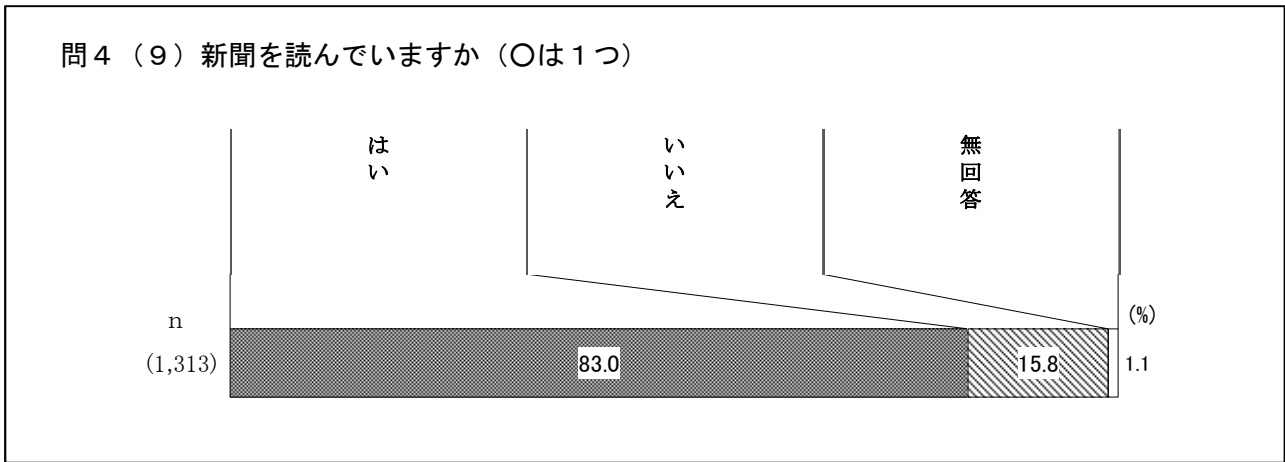 問４（９）新聞を読んでいますか（〇は１つ）
はい
いいえ
無回答
(%)
n
(1,313)
83.0
15.8
1.1